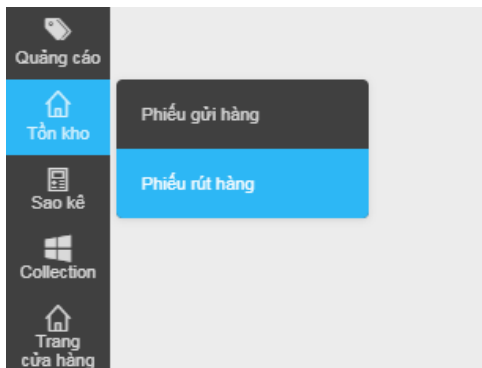 Quảng cáo
Tồn kho
Phiếu gửi hàng
Phiếu rút hàng
Sao kê
Collection
Trang
cửa hàng